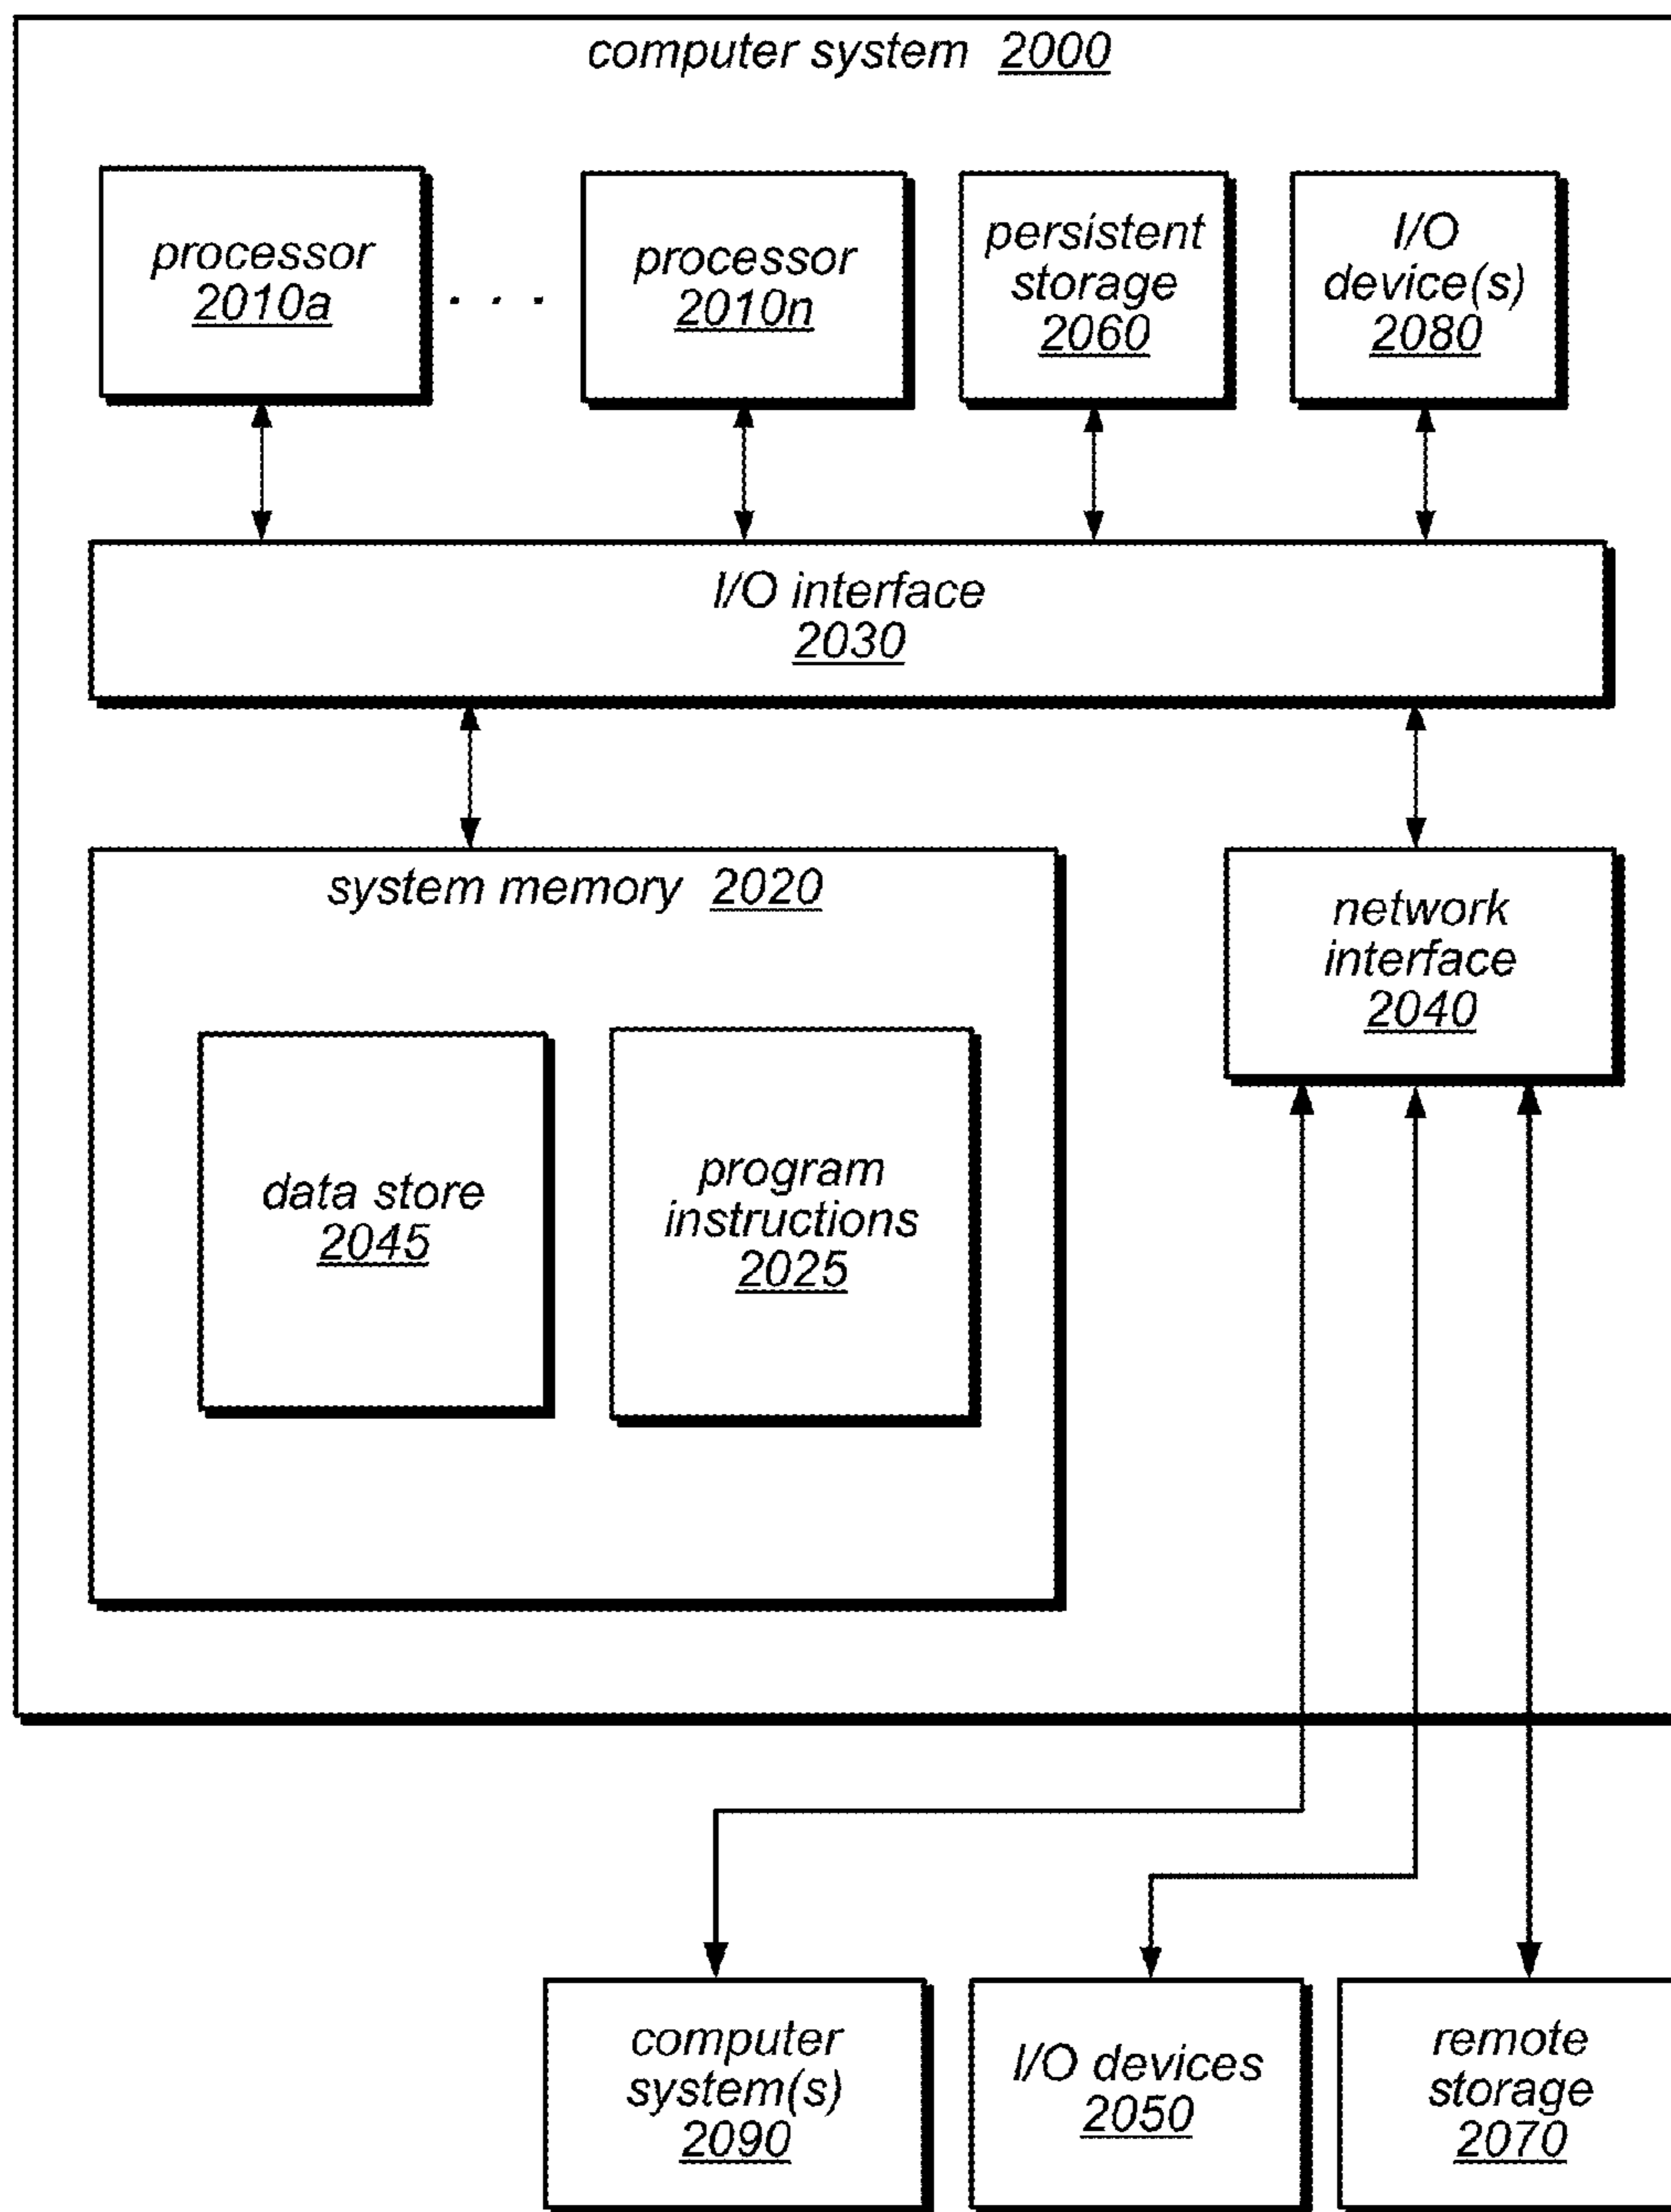 computer system 2000
processor
2010a
. . .
processor
2010n
persistent
storage
2060
I/O
device(s)
2080
I/O interface
2030
system memory 2020
network
interface
2040
data store
2045
program
instructions
2025
computer
system(s)
2090
I/O devices
2050
remote
storage
2070